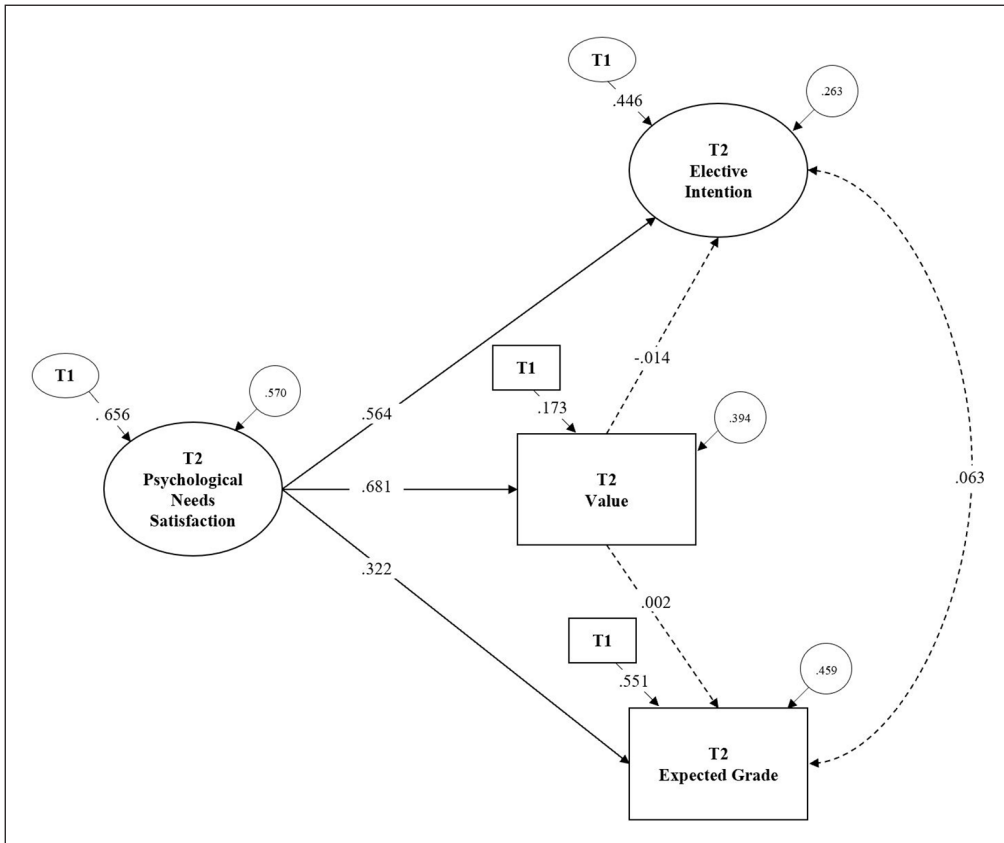 T1
.446
.263
T2
Elective
Intention
-.014
T1
.173
.394
T2
Value
.063
T1
. 656
.570
T2
Psychological
Needs
Satisfaction
.564
.681
.322
.002
T1
.551
.459
T2
Expected Grade